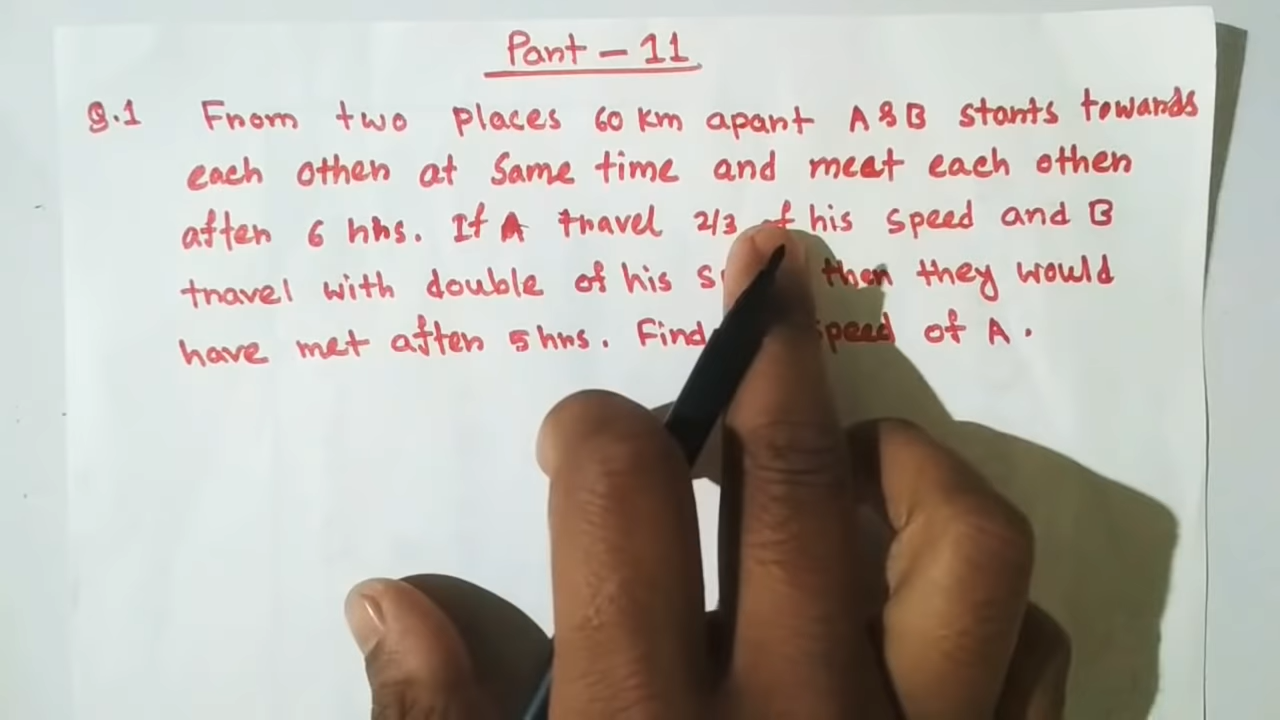 Part - 11
Q.1 From two places 60 km apart A & B starts towards
each other at same time and meet each other
after 6 hrs. If A travel 2/3 of his speed and B
travel with double of his then they would
have met after 5 hrs. Find speed of A.